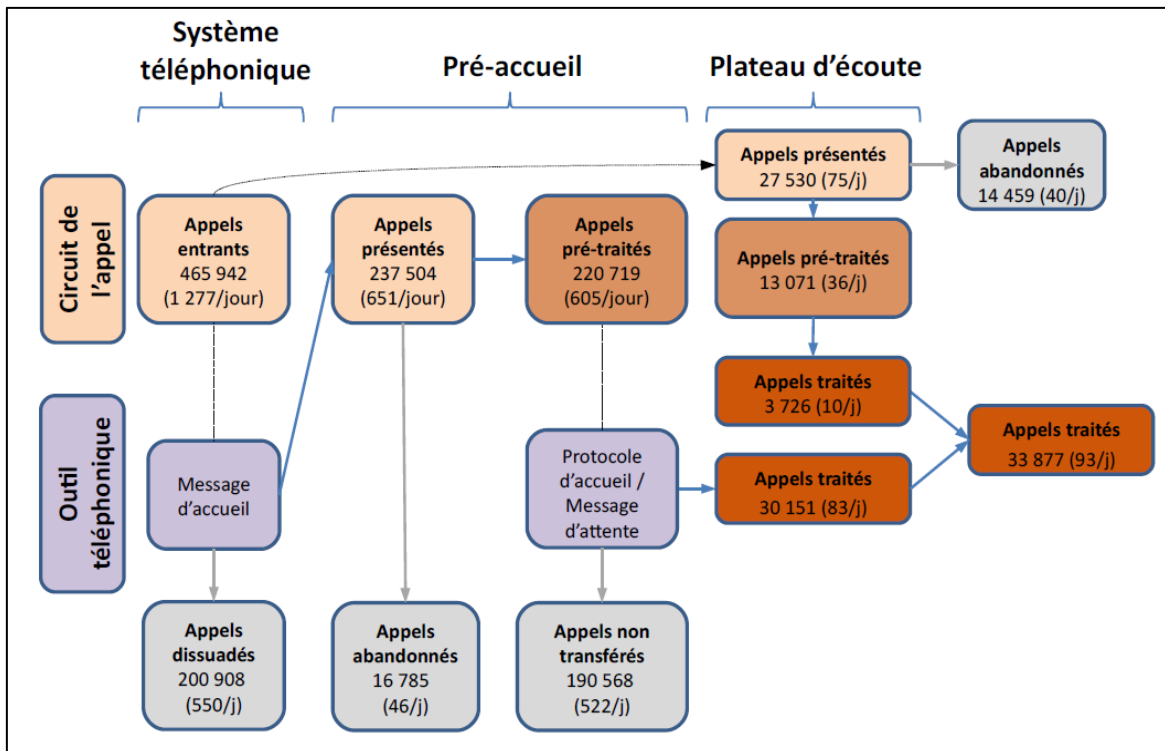 Système
téléphonique
Pré-accueil
Plateau d'écoute
Circuit de
l'appel
Appels
entrants
465 942
(1 277/jour)
Appels
présentés
237 504
(651/jour)
Appels
pré-traités
220 719
(605/jour)
Appels présentés
27 530 (75/j)
Appels
abandonnés
14 459 (40/j)
Appels pré-traités
13 071 (36/j)
Appels traités
3 726 (10/j)
Appels traités
33 877 (93/j)
Outil
téléphonique
Message
d'accueil
Protocole
d'accueil /
Message
d'attente
Appels traités
30 151 (83/j)
Appels
dissuadés
200 908
(550/j)
Appels
abandonnés
16 785
(46/j)
Appels non
transférés
190 568
(522/j)